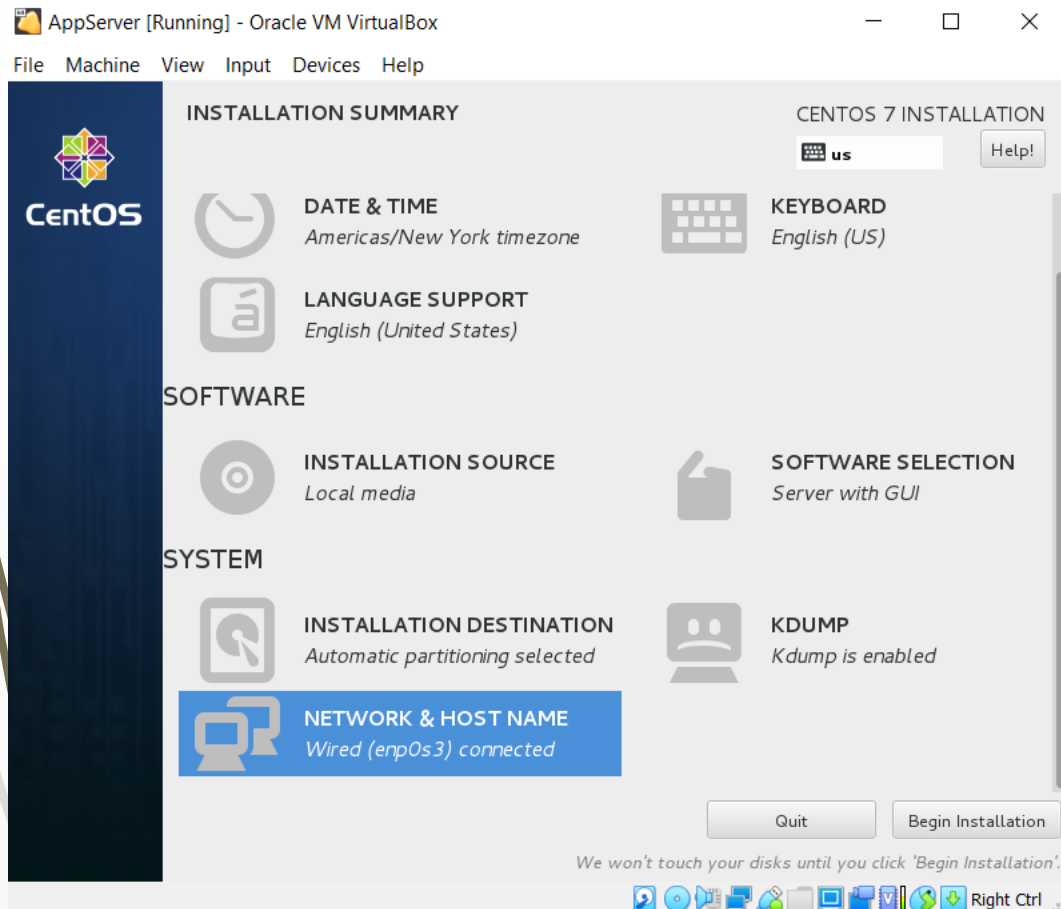 AppServer [Running] - Oracle VM VirtualBox
File Machine View Input Devices Help
INSTALLATION SUMMARY
CENTOS 7 INSTALLATION
us
Help!
CentOS
DATE & TIME
Americas/New York timezone
KEYBOARD
English (US)
á
LANGUAGE SUPPORT
English (United States)
SOFTWARE
INSTALLATION SOURCE
Local media
SOFTWARE SELECTION
Server with GUI
SYSTEM
INSTALLATION DESTINATION
Automatic partitioning selected
KDUMP
Kdump is enabled
NETWORK & HOST NAME
Wired (enp0s3) connected
Quit
Begin Installation
We won't touch your disks until you click 'Begin Installation'.
Right Ctrl